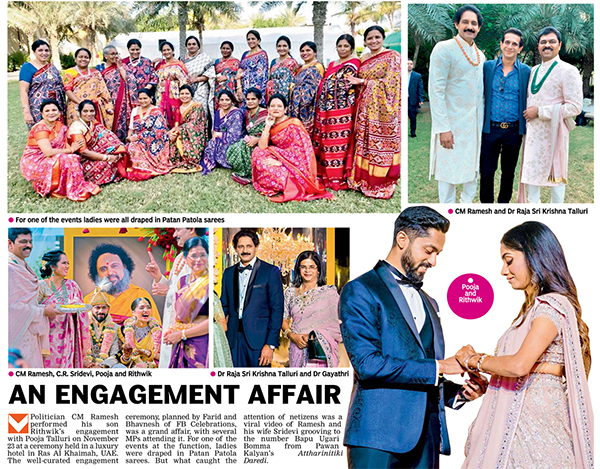 For one of the events ladies were all draped in Patan Patola sarees
CM Ramesh and Dr Raja Sri Krishna Talluri
Pooja
and
Rithwik
CM Ramesh, C.R. Sridevi, Pooja and Rithwik
Dr Raja Sri Krishna Talluri and Dr Gayathri
AN ENGAGEMENT AFFAIR
Politician CM Ramesh
performed his son
Rithwik's engagement
with Pooja Talluri on November
23 at a ceremony held in a luxury
hotel in Ras Al Khaimah, UAE.
The well-curated engagement
ceremony, planned by Farid and
Bhavnesh of FB Celebrations,
was a grand affair, with several
MPs attending it. For one of the
events at the function, ladies
were draped in Patan Patola
sarees. But what caught the
attention of netizens was a
viral video of Ramesh and
his wife Sridevi grooving to
the number Bapu Ugari
Bomma from Pawan
Kalyan's Attharinitiki
Daredi.